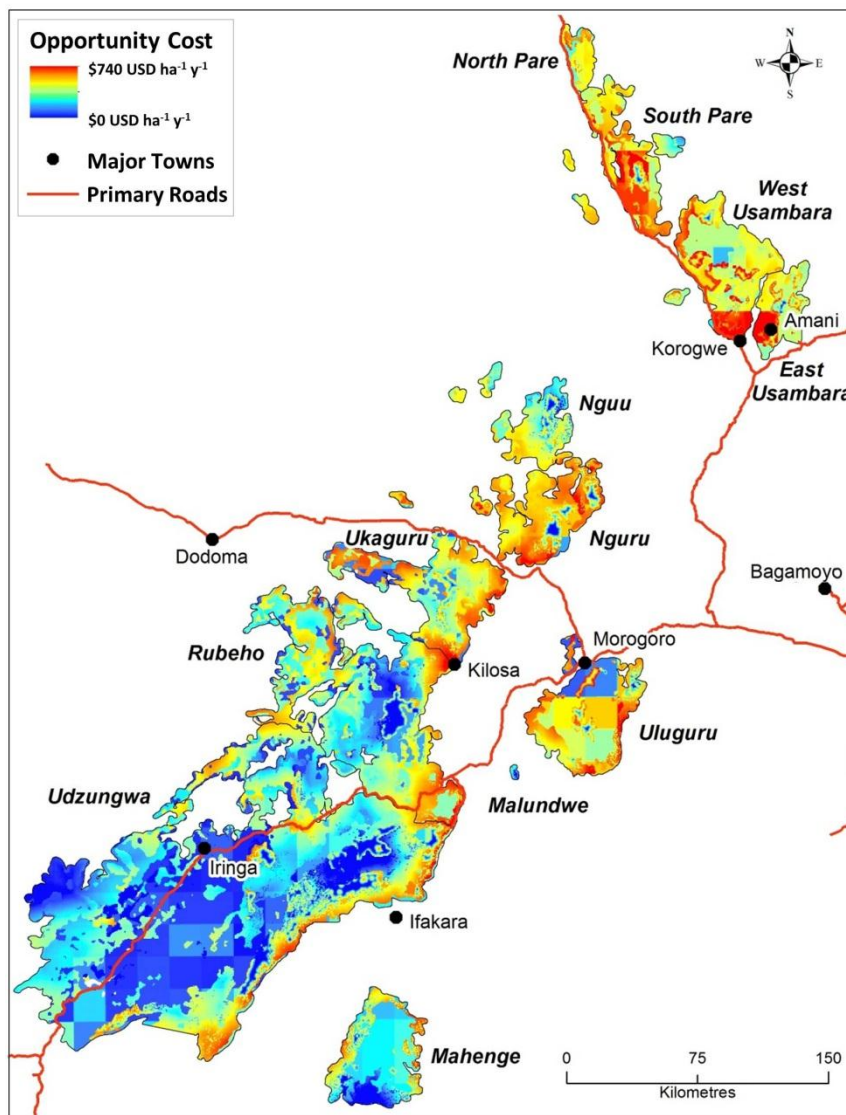 Opportunity Cost
$740 USD ha⁻¹ y⁻¹
$0 USD ha⁻¹ y⁻¹
Major Towns
Primary Roads
N
W E
S
North Pare
South Pare
West
Usambara
Amani
Korogwe
East
Usambara
Nguu
Ukaguru
Nguru
Dodoma
Bagamoyo
Rubeho
Morogoro
Kilosa
Uluguru
Udzungwa
Malundwe
Iringa
Ifakara
Mahenge
0 75 150
Kilometres